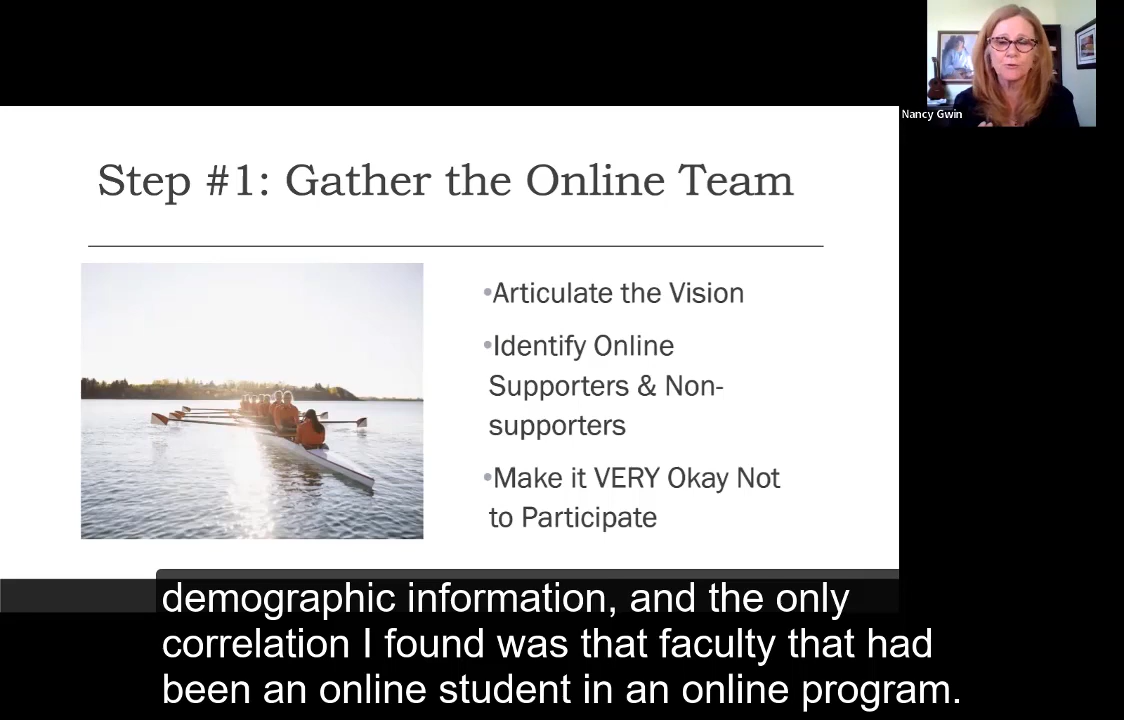 Nancy Gwin
Step #1: Gather the Online Team
•Articulate the Vision
•Identify Online
Supporters & Non-
supporters
•Make it VERY Okay Not
to Participate
demographic information, and the only
correlation I found was that faculty that had
been an online student in an online program.